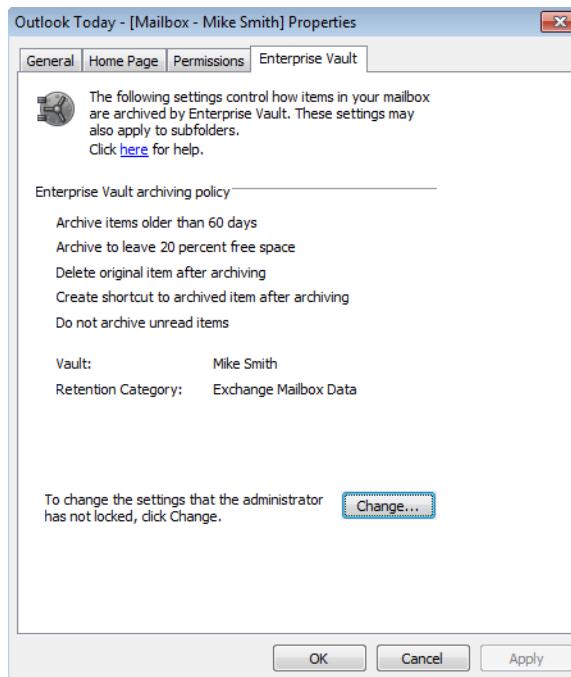 Outlook Today - [Mailbox - Mike Smith] Properties
General Home Page Permissions Enterprise Vault
The following settings control how items in your mailbox
are archived by Enterprise Vault. These settings may
also apply to subfolders.
Click here for help.
Enterprise Vault archiving policy
Archive items older than 60 days
Archive to leave 20 percent free space
Delete original item after archiving
Create shortcut to archived item after archiving
Do not archive unread items
Vault: Mike Smith
Retention Category: Exchange Mailbox Data
To change the settings that the administrator
has not locked, click Change.
Change...
OK Cancel Apply